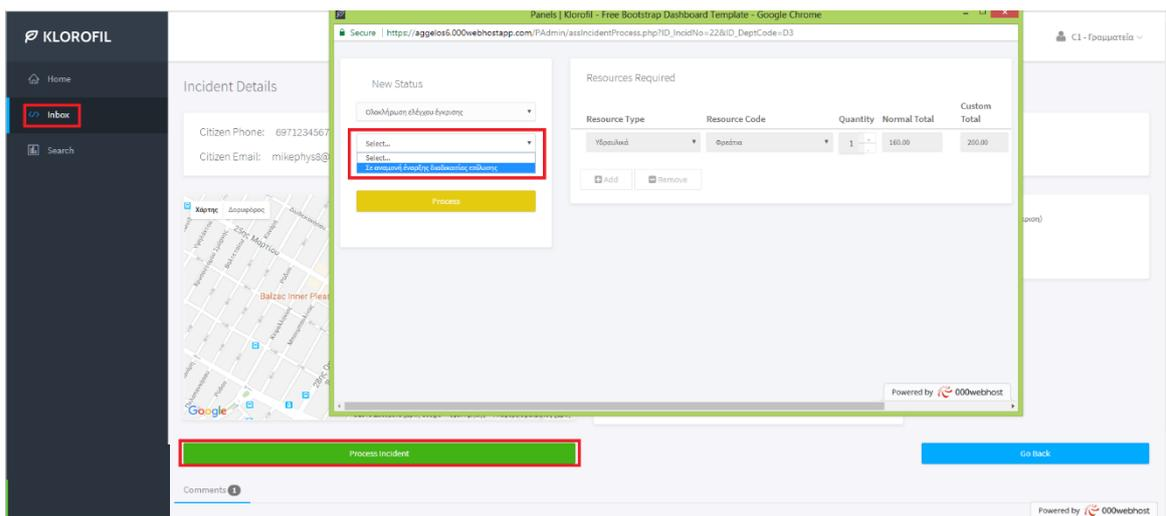 KLOROFIL
Home
Inbox
Search
C1 - Γραμματεία
Incident Details
Citizen Phone: 6971234567
Citizen Email: mikephys8@
Χάρτης Δορυφόρος
25ης Μαρτίου
Balzac Inner Pleas
28ης
Google
Panels | Klorofil - Free Bootstrap Dashboard Template - Google Chrome
Secure | https://aggelos6.000webhostapp.com/PAdmin/assIncidentProcess.php?ID_IncidNo=22&ID_DeptCode=D3
New Status
Ολοκλήρωση ελέγχου έγκρισης
Select...
Select...
Σε αναμονή έναρξης διαδικασίας επίλυσης
Process
Resources Required
Resource Type Resource Code Quantity Normal Total Custom Total
Υδραυλικά Φρεάτια 1 160.00 200.00
Add Remove
Powered by 000webhost
Process Incident
Go Back
Comments 1
Powered by 000webhost